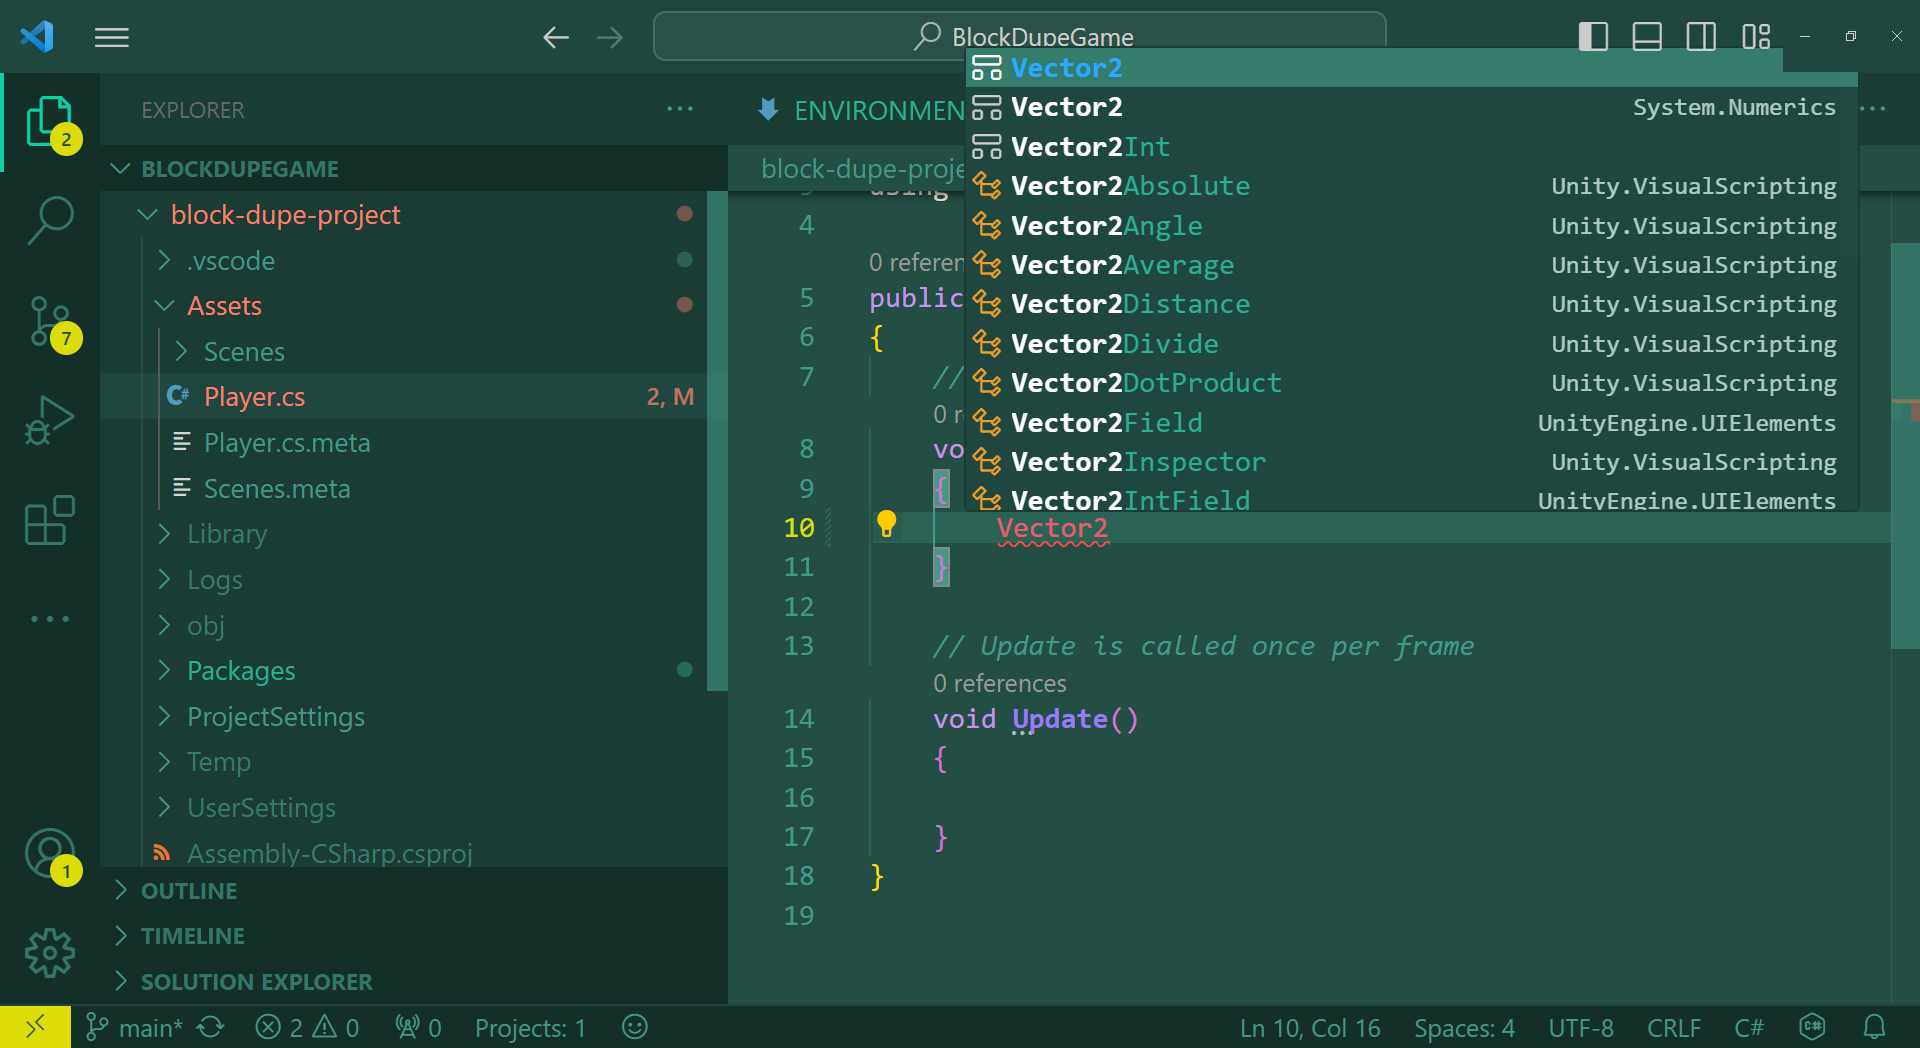 BlockDupeGame
EXPLORER
2
BLOCKDUPEGAME
block-dupe-project
.vscode
Assets
Scenes
Player.cs
2, M
Player.cs.meta
Scenes.meta
Library
Logs
obj
Packages
ProjectSettings
Temp
UserSettings
Assembly-CSharp.csproj
OUTLINE
TIMELINE
SOLUTION EXPLORER
7
1
ENVIRONMEN
block-dupe-proje
3 using
4
0 referen
5 public
6 {
7 //
0 r
8 vo
9 {
10 Vector2
11 }
12
13 // Update is called once per frame
0 references
14 void Update()
15 {
16
17 }
18 }
19
Vector2
Vector2 System.Numerics
Vector2Int
Vector2Absolute Unity.VisualScripting
Vector2Angle Unity.VisualScripting
Vector2Average Unity.VisualScripting
Vector2Distance Unity.VisualScripting
Vector2Divide Unity.VisualScripting
Vector2DotProduct Unity.VisualScripting
Vector2Field UnityEngine.UIElements
Vector2Inspector Unity.VisualScripting
Vector2IntField UnityEngine.UIElements
main* 2 0 0 Projects: 1 Ln 10, Col 16 Spaces: 4 UTF-8 CRLF C# C#